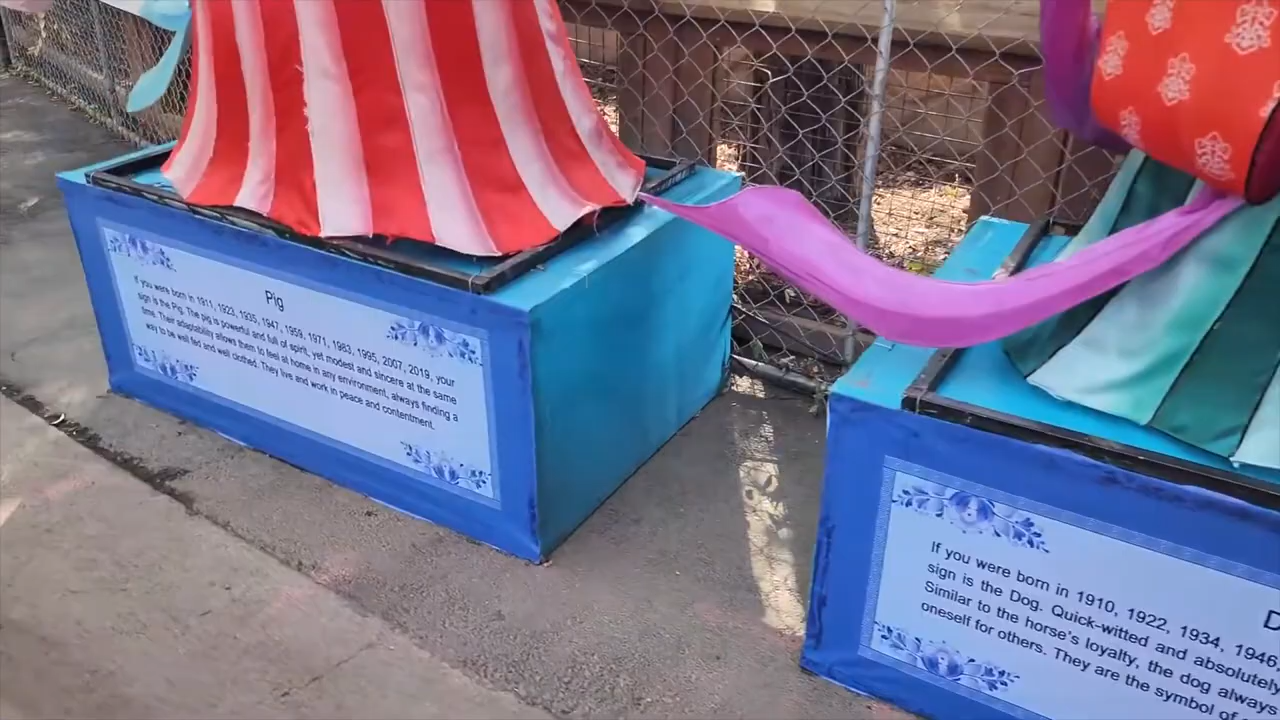 Pig
If you were born in 1911, 1923, 1935, 1947, 1959, 1971, 1983, 1995, 2007, 2019, your
sign is the Pig. The pig is powerful and full of spirit, yet modest and sincere at the same
time. Their adaptability allows them to feel at home in any environment, always finding a
way to be well fed and well clothed. They live and work in peace and contentment.
D
If you were born in 1910, 1922, 1934, 1946,
sign is the Dog. Quick-witted and absolutely
Similar to the horse's loyalty, the dog always
oneself for others. They are the symbol of